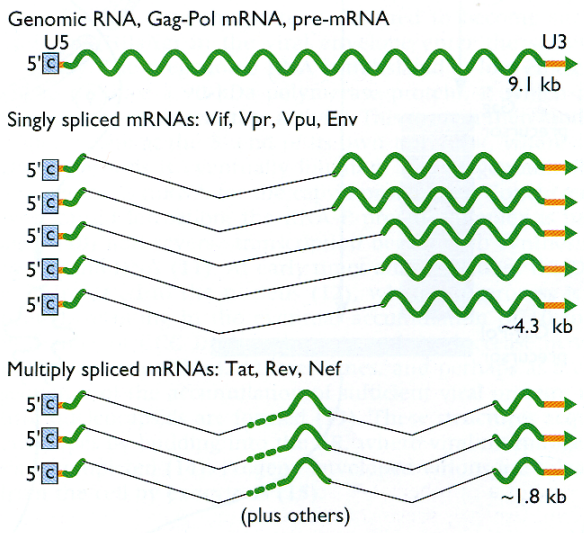 Genomic RNA, Gag-Pol mRNA, pre-mRNA
U5 U3
5' C
9.1 kb
Singly spliced mRNAs: Vif, Vpr, Vpu, Env
5' C
5' C
5' C
5' C
5' C
~4.3 kb
Multiply spliced mRNAs: Tat, Rev, Nef
5' C
5' C
5' C
~1.8 kb
(plus others)